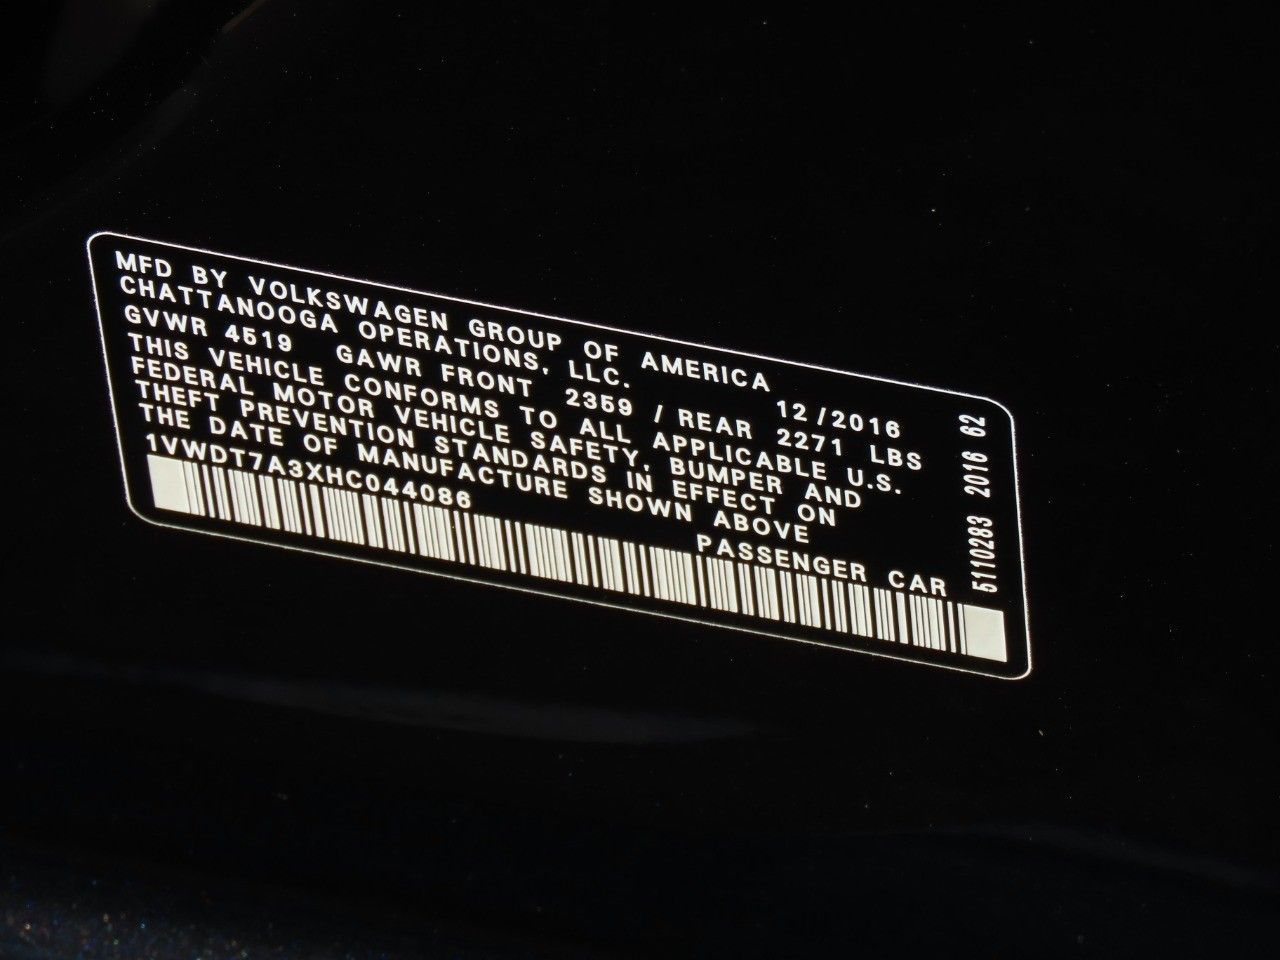 MFD BY VOLKSWAGEN GROUP OF AMERICA
CHATTANOOGA OPERATIONS, LLC. 12/2016
GVWR 4519 GAWR FRONT 2359 / REAR 2271 LBS
THIS VEHICLE CONFORMS TO ALL APPLICABLE U.S.
FEDERAL MOTOR VEHICLE SAFETY, BUMPER AND
THEFT PREVENTION STANDARDS IN EFFECT ON
THE DATE OF MANUFACTURE SHOWN ABOVE
1VWDT7A3XHC044086 PASSENGER CAR
5110283 2016 62